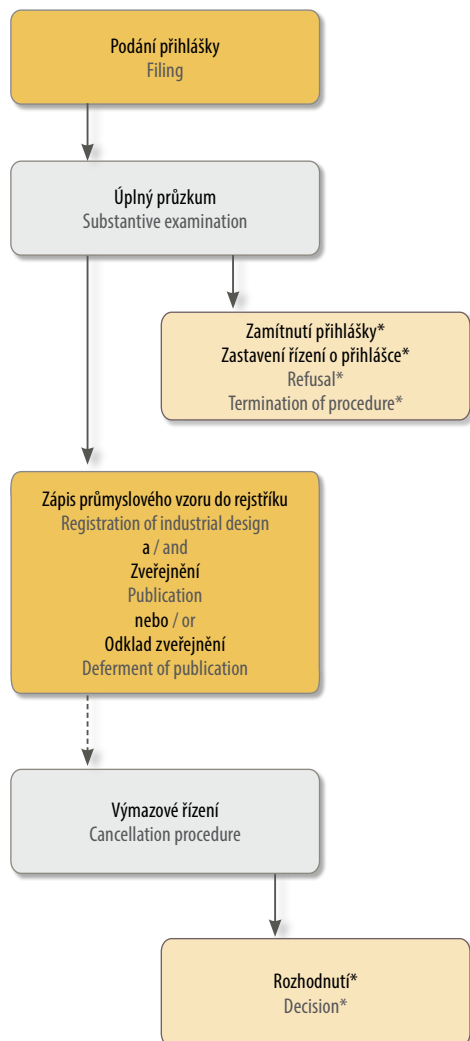 Podání přihlášky
Filing
Úplný průzkum
Substantive examination
Zamítnutí přihlášky*
Zastavení řízení o přihlášce*
Refusal*
Termination of procedure*
Zápis průmyslového vzoru do rejstříku
Registration of industrial design
a / and
Zveřejnění
Publication
nebo / or
Odklad zveřejnění
Deferment of publication
Výmazové řízení
Cancellation procedure
Rozhodnutí*
Decision*